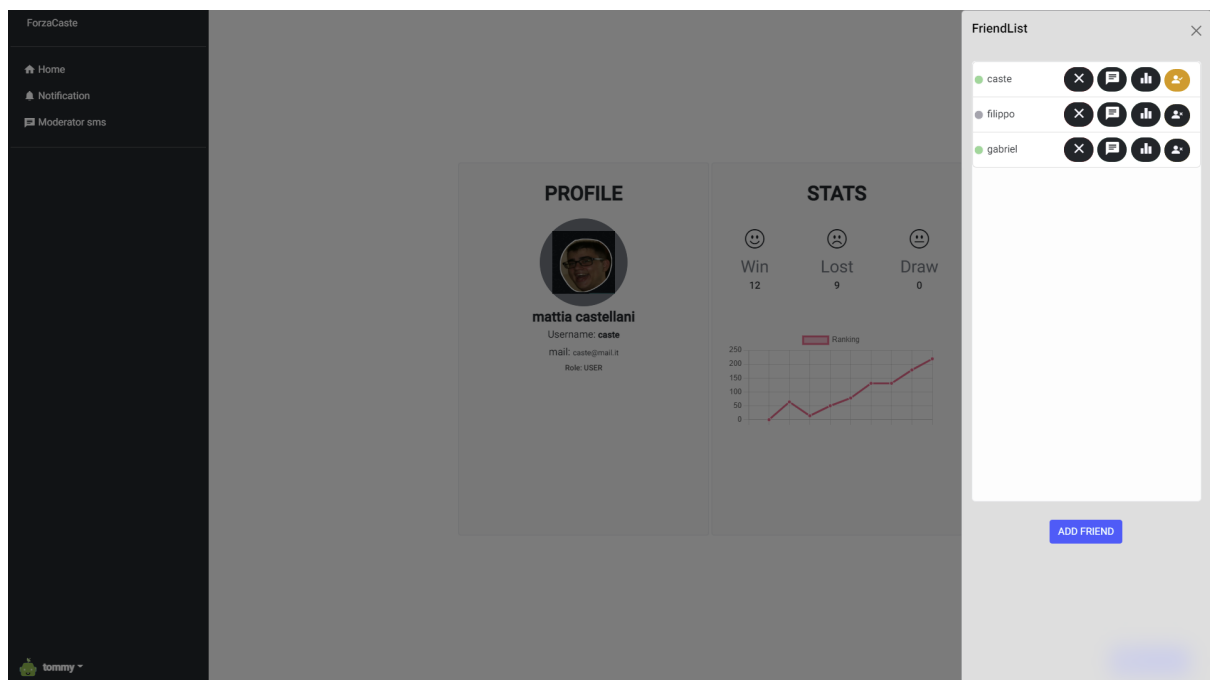 ForzaCaste
Home
Notification
Moderator sms
tommy
PROFILE
mattia castellani
Username: caste
mail: caste@mail.it
Role: USER
STATS
Win Lost Draw
12 9 0
Ranking
250
200
150
100
50
0
FriendList
caste
filippo
gabriel
ADD FRIEND